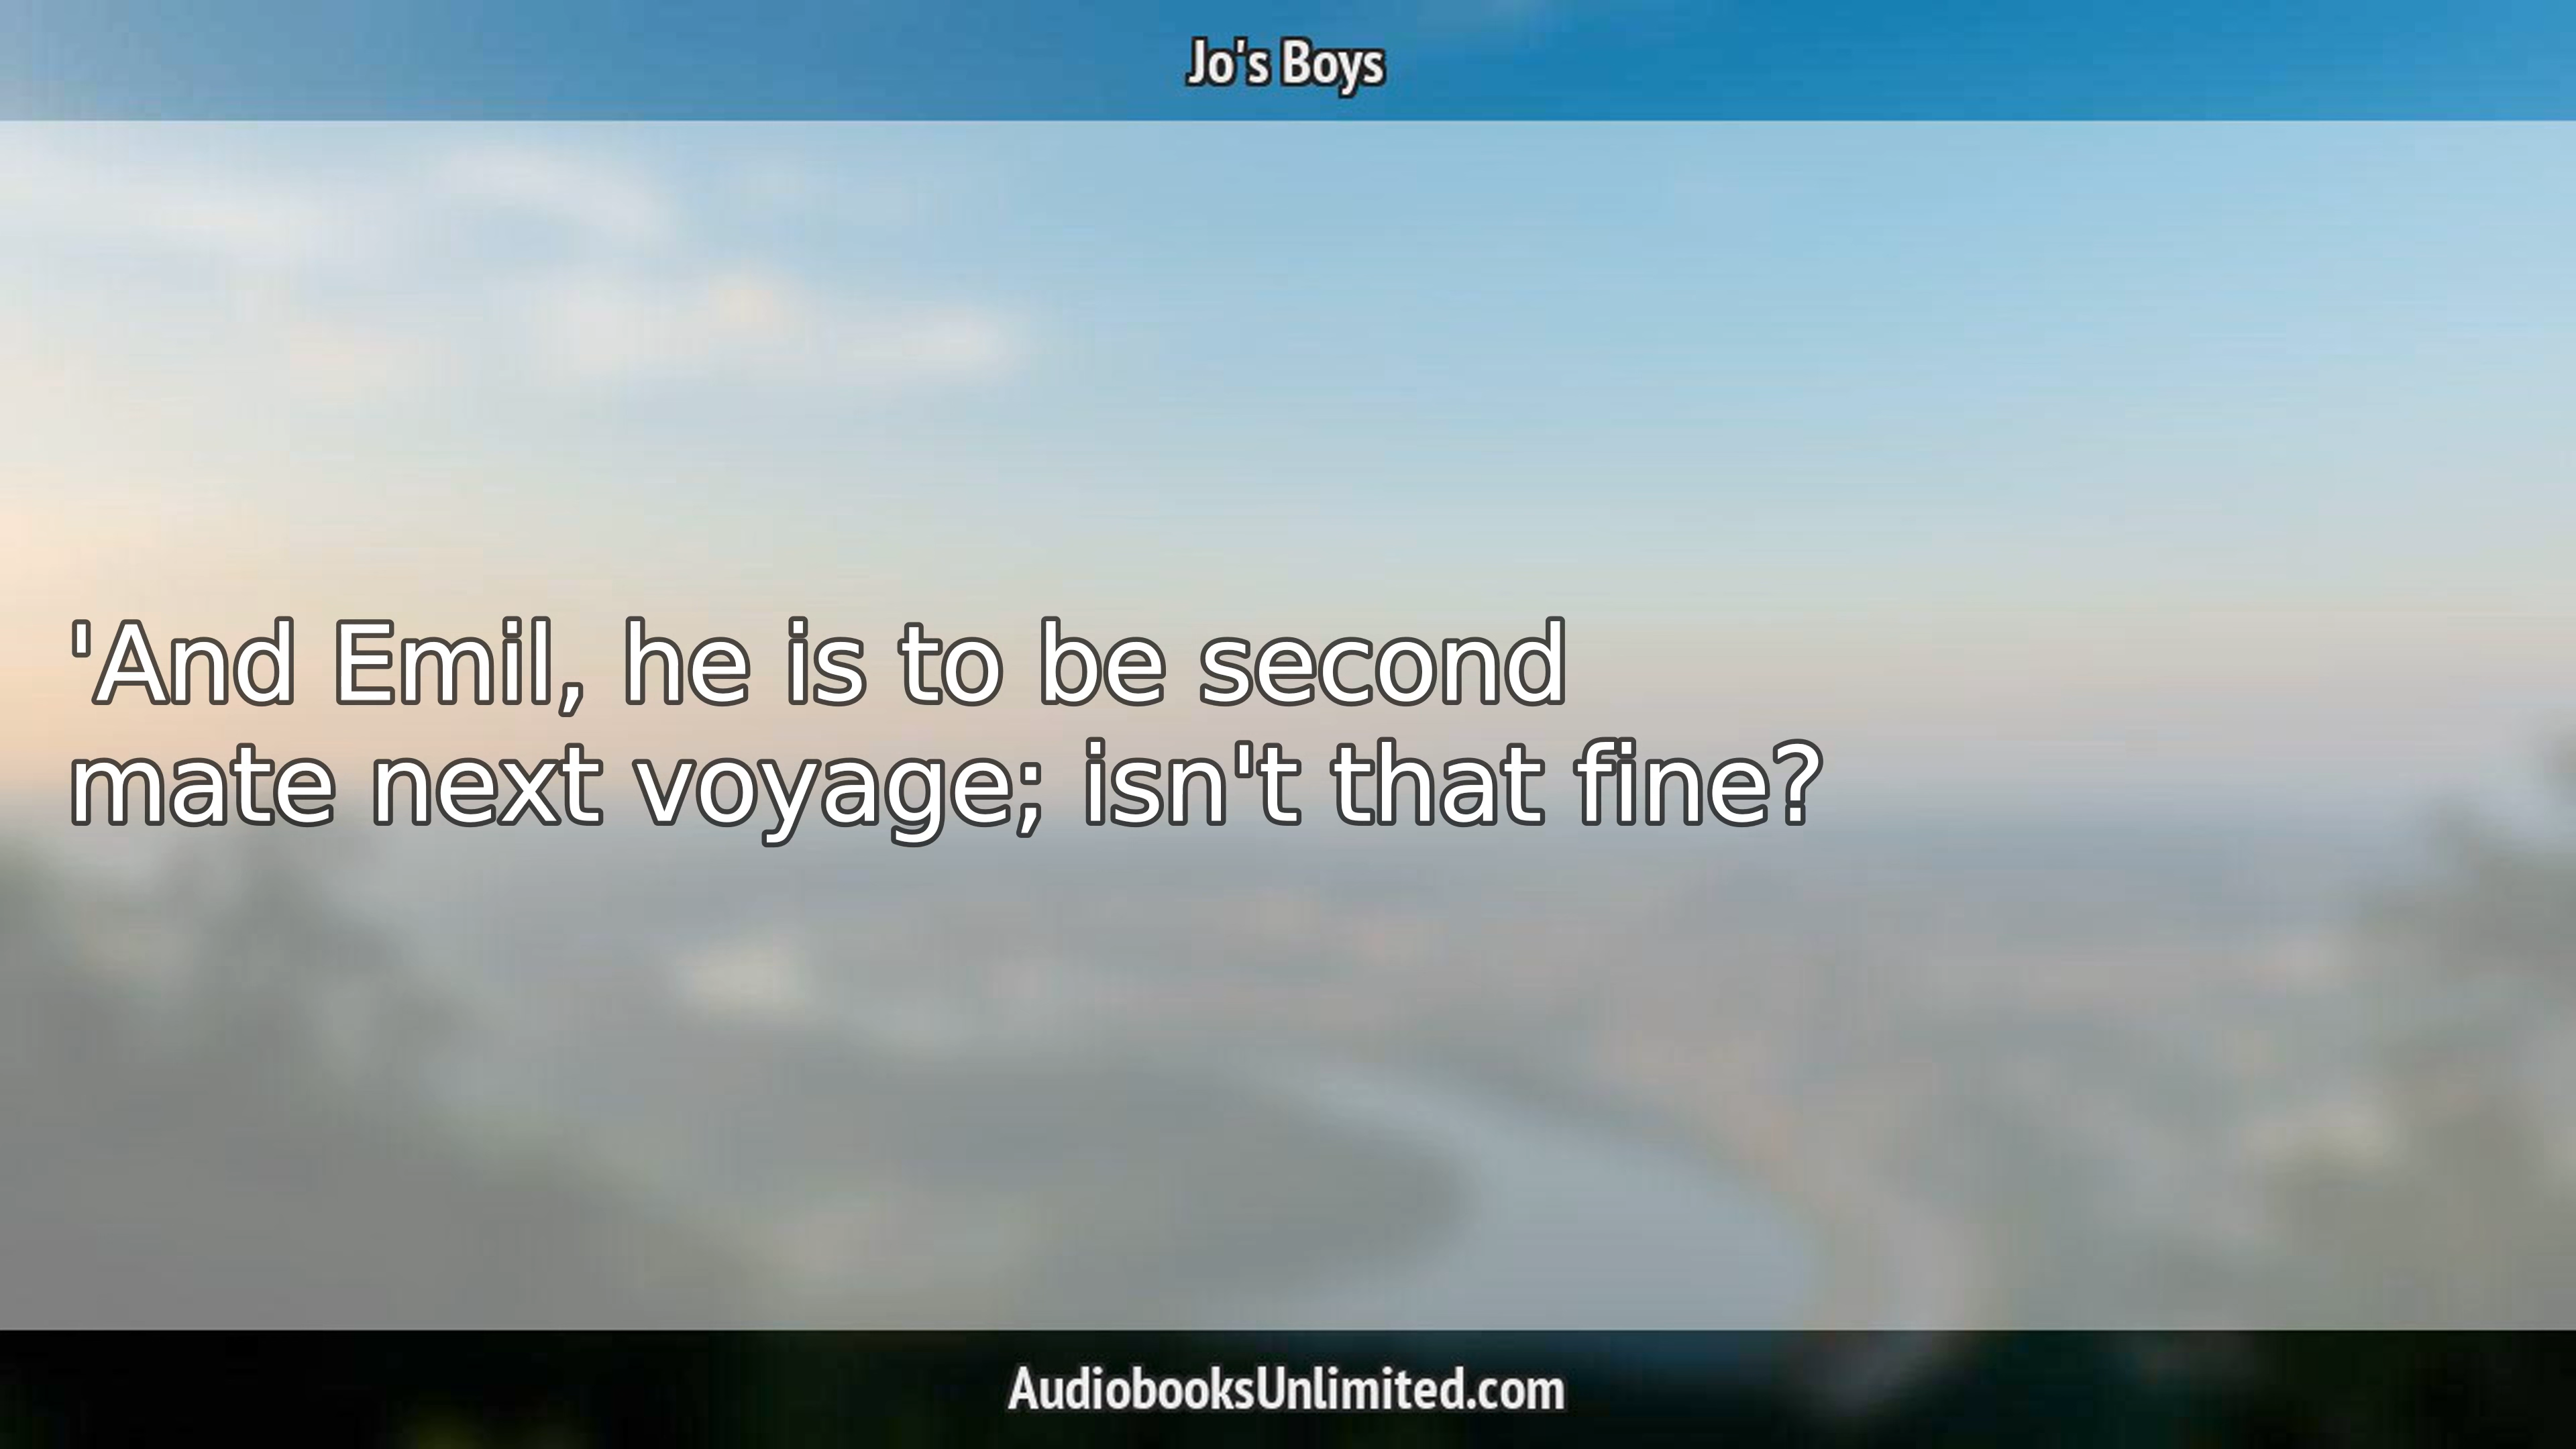 Jo's Boys
'And Emil, he is to be second
mate next voyage; isn't that fine?
AudiobooksUnlimited.com